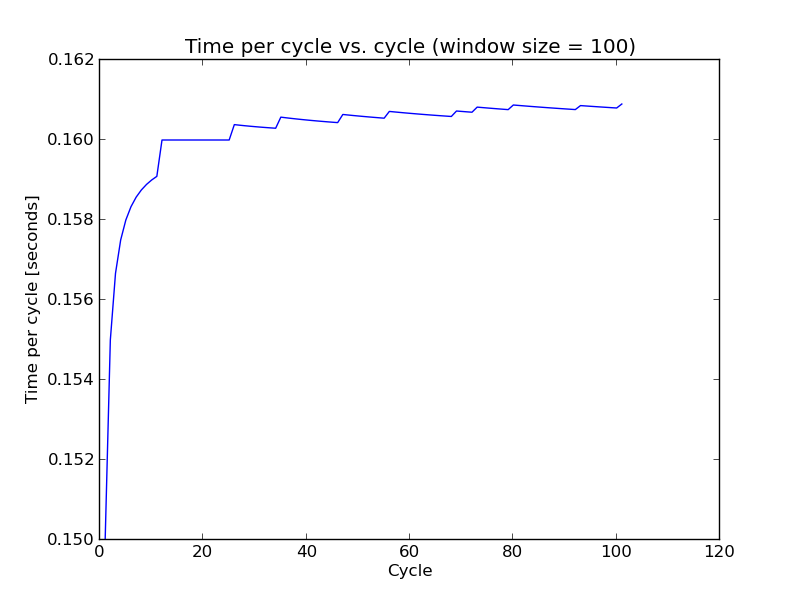 Time per cycle vs. cycle (window size = 100)
0.162
0.160
0.158
0.156
0.154
0.152
0.150
Time per cycle [seconds]
0 20 40 60 80 100 120
Cycle